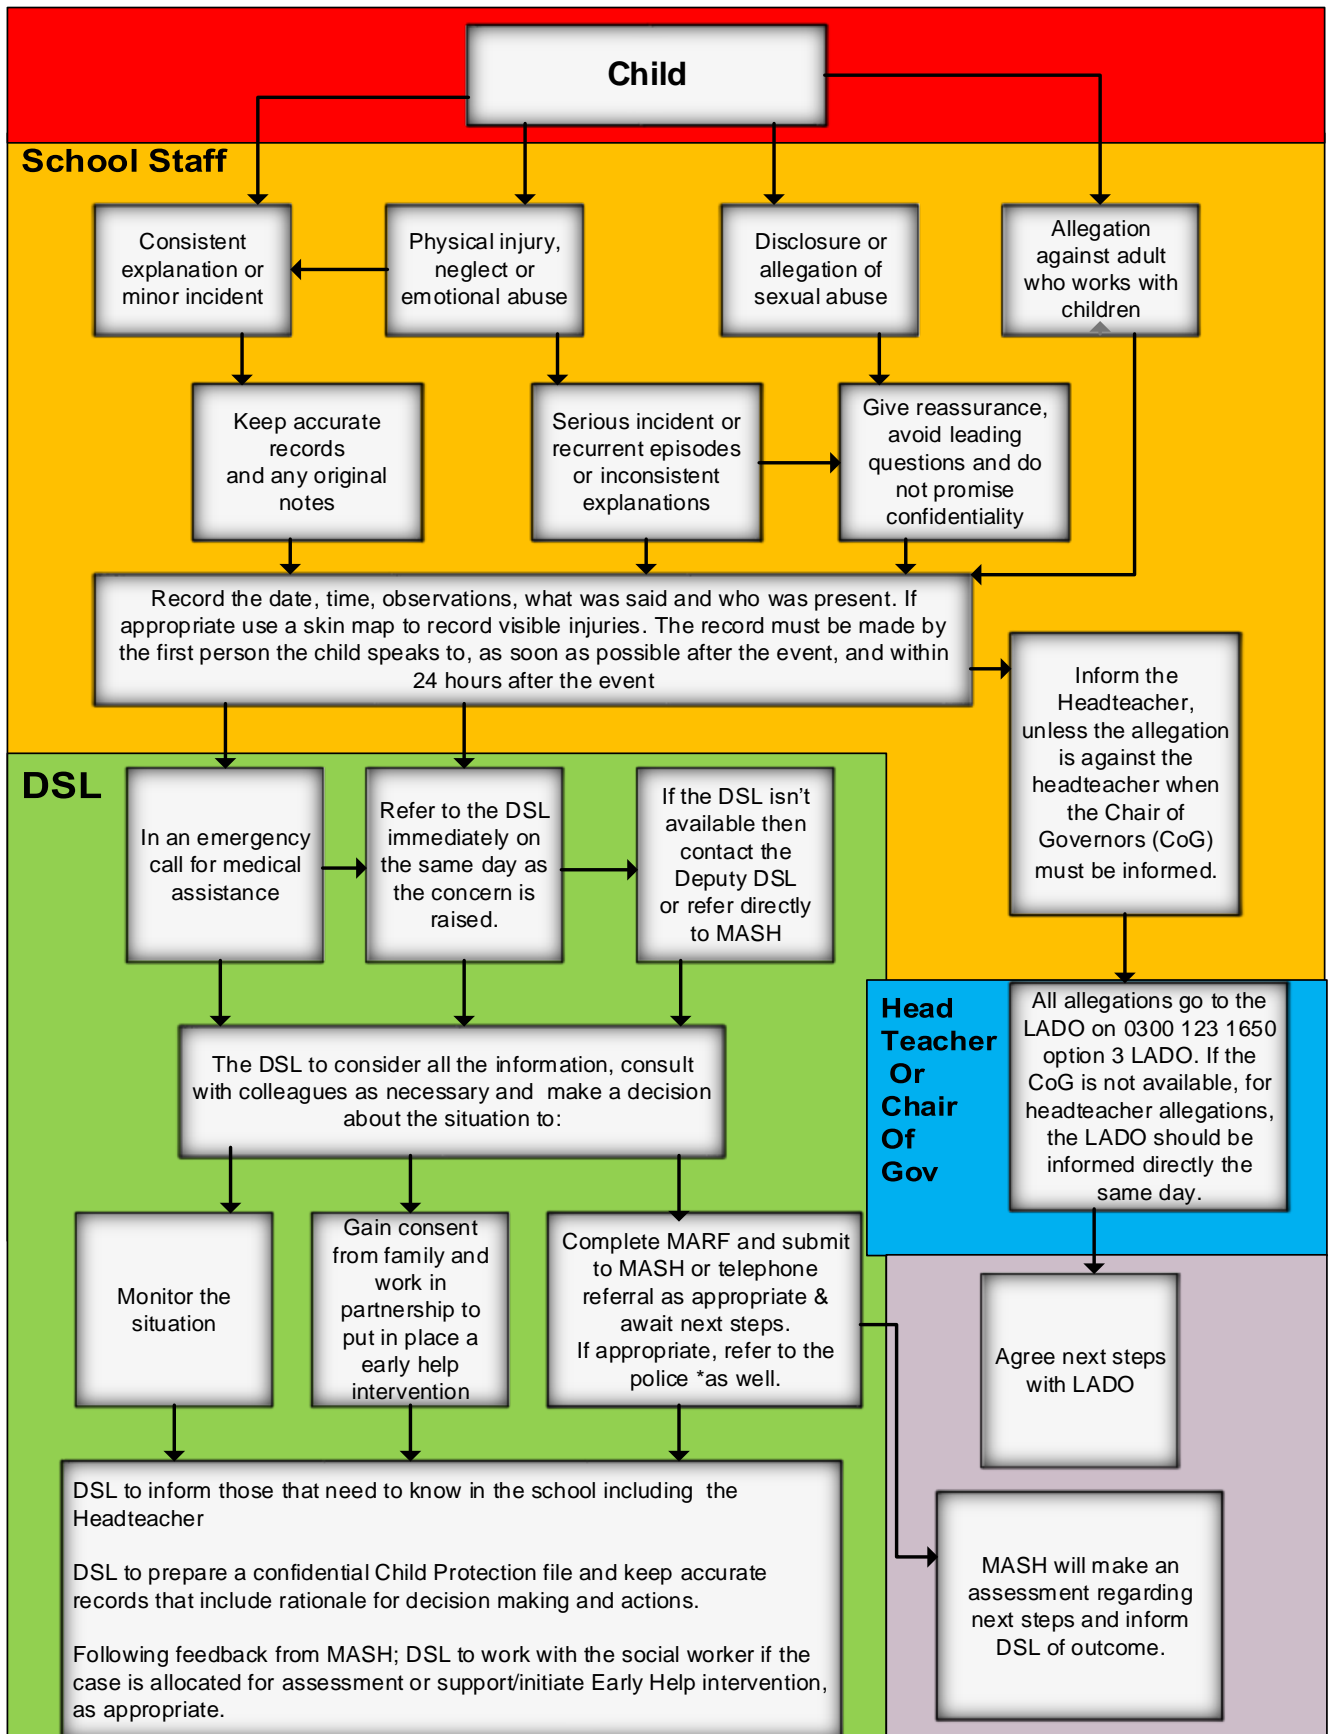 Child
School Staff
Consistent
explanation or
minor incident
Physical injury,
neglect or
emotional abuse
Disclosure or
allegation of
sexual abuse
Allegation
against adult
who works with
children
Keep accurate
records
and any original
notes
Serious incident or
recurrent episodes
or inconsistent
explanations
Give reassurance,
avoid leading
questions and do
not promise
confidentiality
Record the date, time, observations, what was said and who was present. If
appropriate use a skin map to record visible injuries. The record must be made by
the first person the child speaks to, as soon as possible after the event, and within
24 hours after the event
Inform the
Headteacher,
unless the allegation
is against the
headteacher when
the Chair of
Governors (CoG)
must be informed.
DSL
In an emergency
call for medical
assistance
Refer to the DSL
immediately on
the same day as
the concern is
raised.
If the DSL isn't
available then
contact the
Deputy DSL
or refer directly
to MASH
Head
Teacher
Or
Chair
Of
Gov
All allegations go to the
LADO on 0300 123 1650
option 3 LADO. If the
CoG is not available, for
headteacher allegations,
the LADO should be
informed directly the
same day.
The DSL to consider all the information, consult
with colleagues as necessary and make a decision
about the situation to:
Monitor the
situation
Gain consent
from family and
work in
partnership to
put in place a
early help
intervention
Complete MARF and submit
to MASH or telephone
referral as appropriate &
await next steps.
If appropriate, refer to the
police *as well.
Agree next steps
with LADO
DSL to inform those that need to know in the school including the
Headteacher
DSL to prepare a confidential Child Protection file and keep accurate
records that include rationale for decision making and actions.
Following feedback from MASH; DSL to work with the social worker if the
case is allocated for assessment or support/initiate Early Help intervention,
as appropriate.
MASH will make an
assessment regarding
next steps and inform
DSL of outcome.